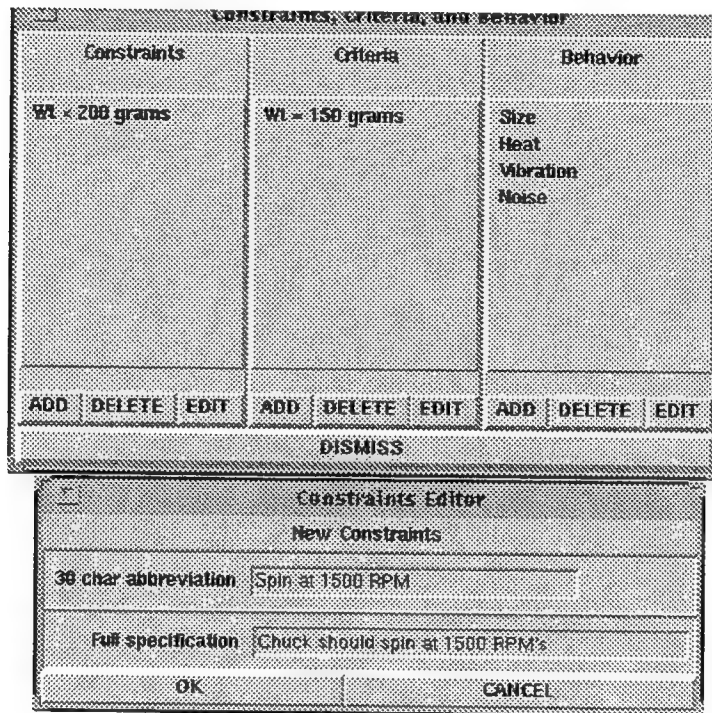 Constraints, Criteria, and Behavior
Constraints
Criteria
Behavior
Wt < 200 grams
Wt = 150 grams
Size
Heat
Vibration
Noise
ADD DELETE EDIT ADD DELETE EDIT ADD DELETE EDIT
DISMISS
Constraints Editor
New Constraints
30 char abbreviation Spin at 1500 RPM
Full specification Chuck should spin at 1500 RPM's
OK CANCEL